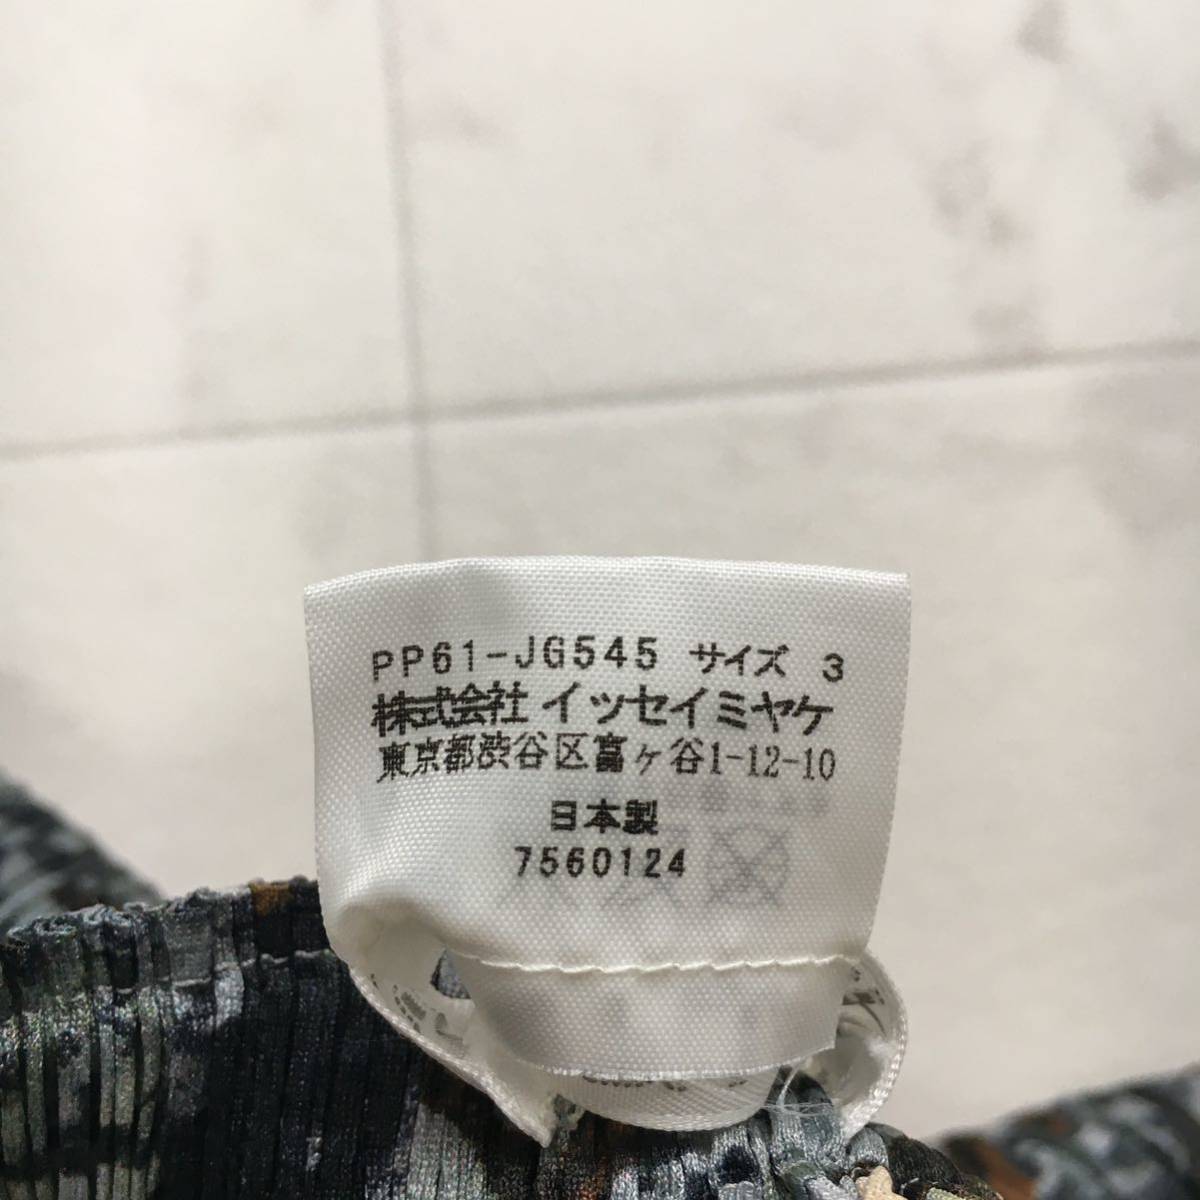 PP61-JG545 サイズ 3
株式会社イッセイミヤケ
東京都渋谷区富ヶ谷1-12-10
日本製
7560124